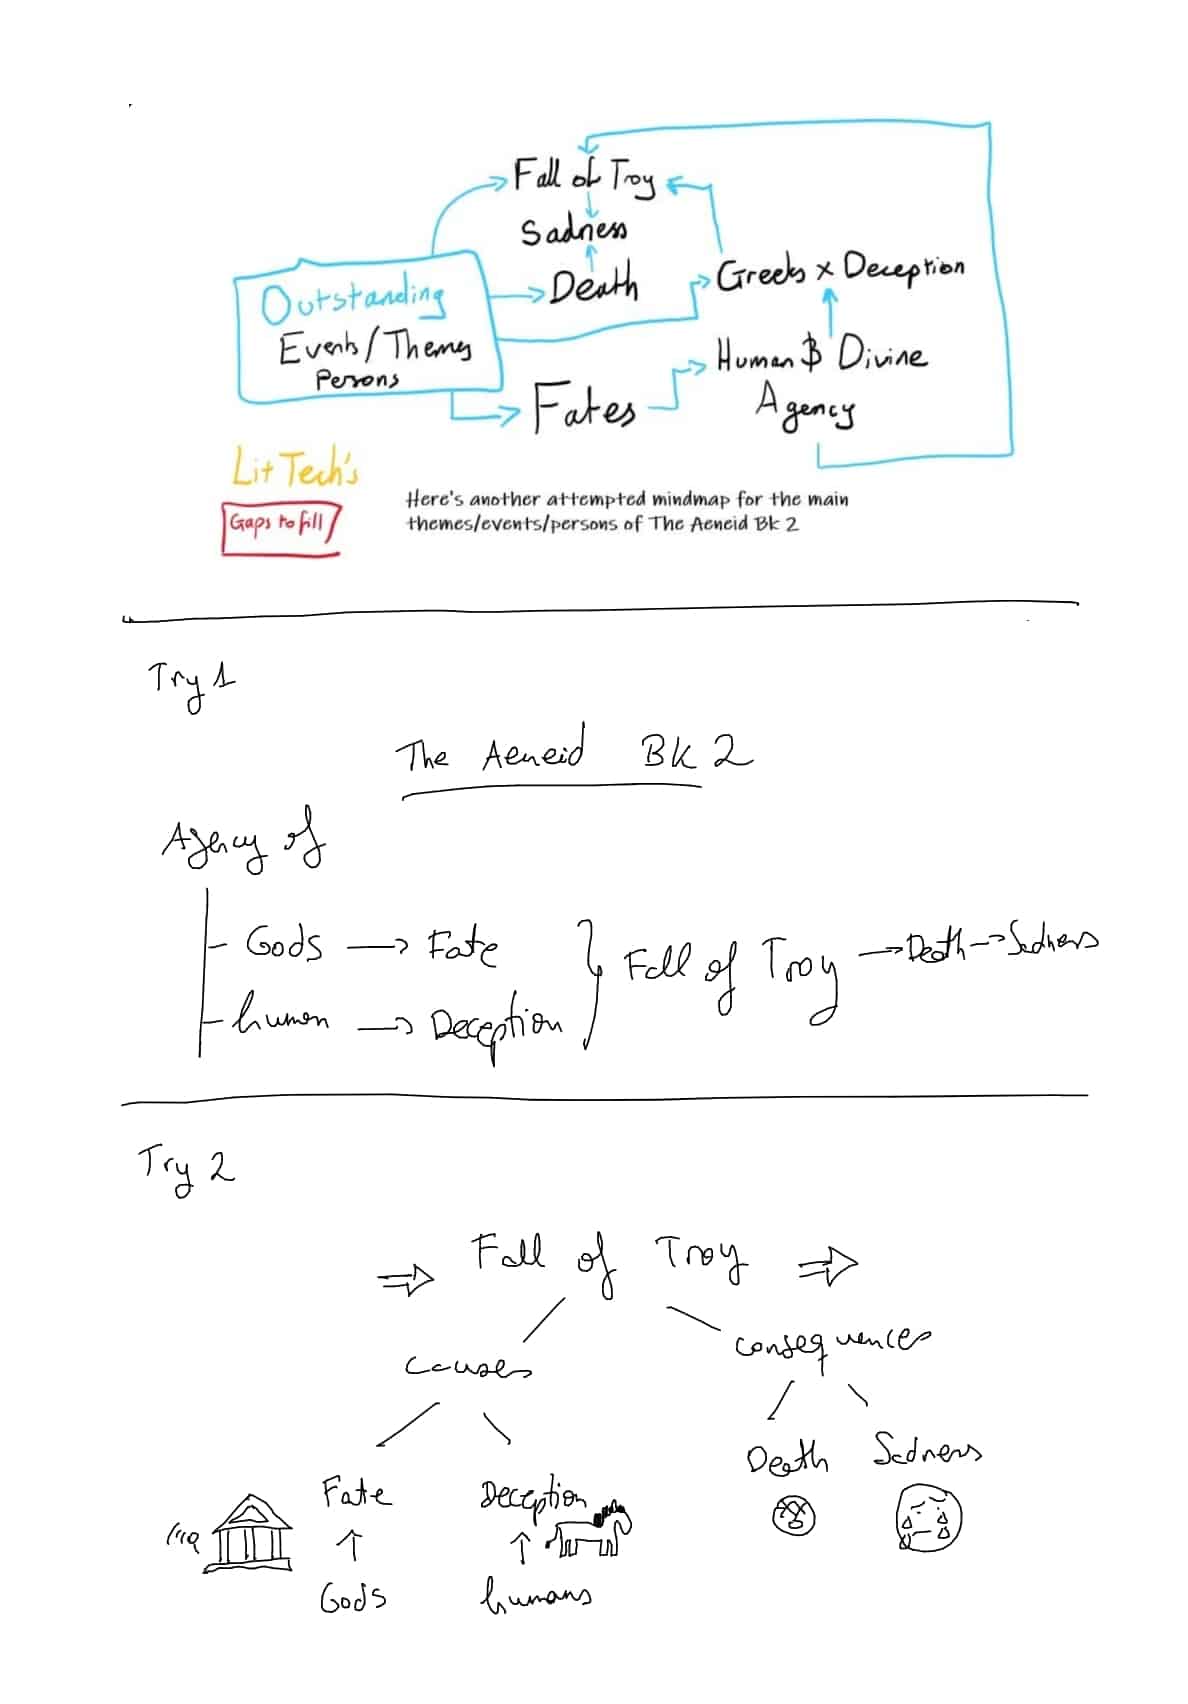 Fall of Troy
Sadness
Death
Greeks x Deception
Outstanding
Events/Themes
Persons
Human & Divine
Agency
Fates
Lit Tech's
Gaps to fill
Here's another attempted mindmap for the main
themes/events/persons of The Aeneid Bk 2
Try 1
The Aeneid Bk 2
Agency of
Gods → Fate
human → Deception
Fall of Troy → Death → Sadness
Try 2
⇒ Fall of Troy ⇒
causes
consequences
Death Sadness
Fate Deception
Gods humans